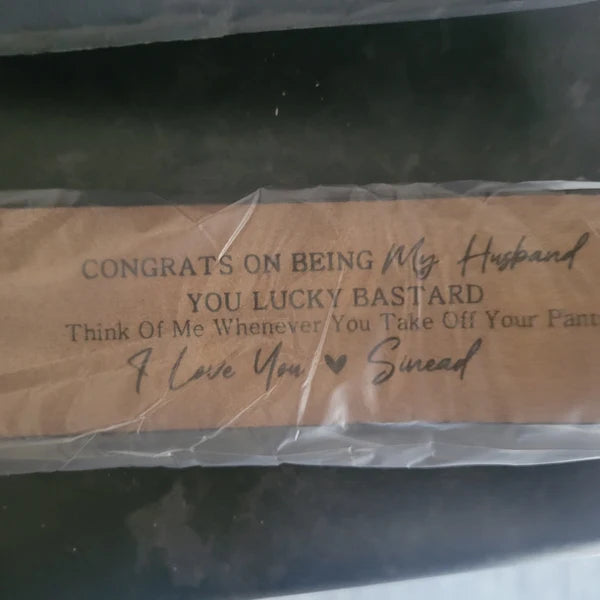 CONGRATS ON BEING My Husband
YOU LUCKY BASTARD
Think Of Me Whenever You Take Off Your Pant
I Love You ♥ Sinead